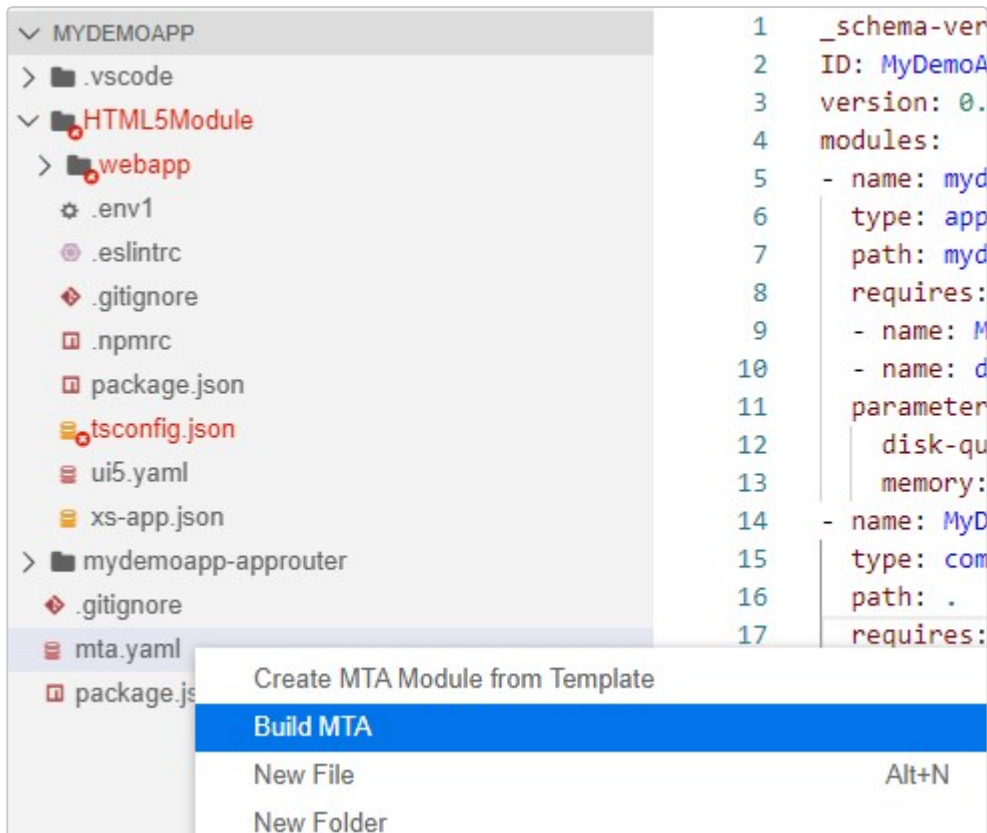 MYDEMOAPP
.vscode
HTML5Module
webapp
.env1
.eslintrc
.gitignore
.npmrc
package.json
tsconfig.json
ui5.yaml
xs-app.json
mydemoapp-approuter
.gitignore
mta.yaml
package.js
1 _schema-ver
2 ID: MyDemoA
3 version: 0.
4 modules:
5 - name: myd
6 type: app
7 path: myd
8 requires:
9 - name: M
10 - name: d
11 parameter
12 disk-qu
13 memory:
14 - name: MyD
15 type: com
16 path: .
17 requires:
Create MTA Module from Template
Build MTA
New File Alt+N
New Folder